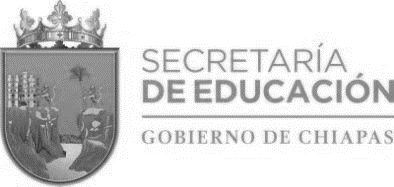 SECRETARÍA
DE EDUCACIÓN
GOBIERNO DE CHIAPAS